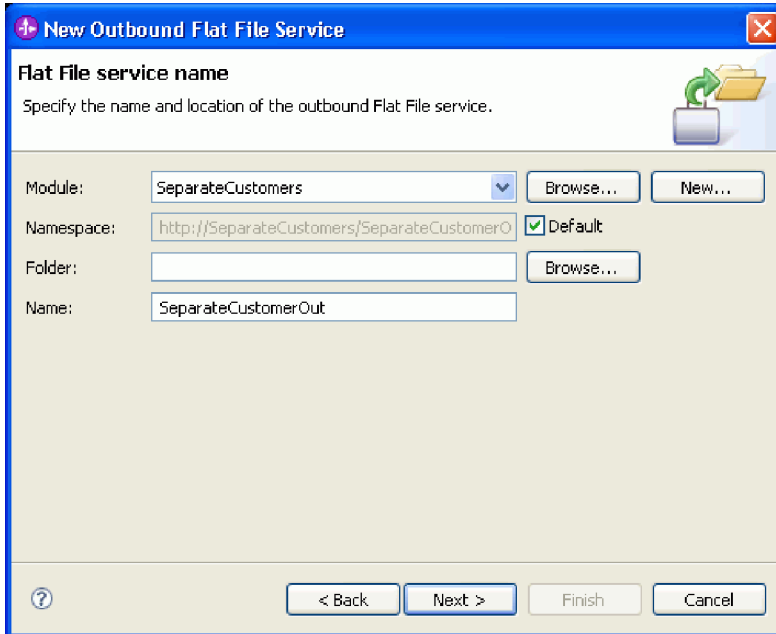 New Outbound Flat File Service
Flat File service name
Specify the name and location of the outbound Flat File service.
Module: SeparateCustomers Browse... New...
Namespace: http://SeparateCustomers/SeparateCustomerO Default
Folder: Browse...
Name: SeparateCustomerOut
? < Back Next > Finish Cancel